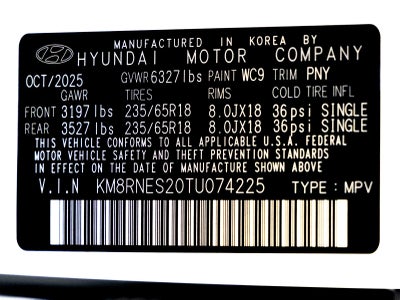 MANUFACTURED IN KOREA BY
HYUNDAI MOTOR COMPANY
OCT/2025 GVWR 6327lbs PAINT WC9 TRIM PNY
GAWR TIRES RIMS COLD TIRE INFL
FRONT 3197lbs 235/65R18 8.0JX18 36psi SINGLE
REAR 3527lbs 235/65R18 8.0JX18 36psi SINGLE
THIS VEHICLE CONFORMS TO ALL APPLICABLE U.S.A. FEDERAL
MOTOR VEHICLE SAFETY AND THEFT PREVENTION STANDARDS
IN EFFECT ON THE DATE OF MANUFACTURE SHOWN ABOVE.
V.I.N KM8RNES20TU074225 TYPE : MPV